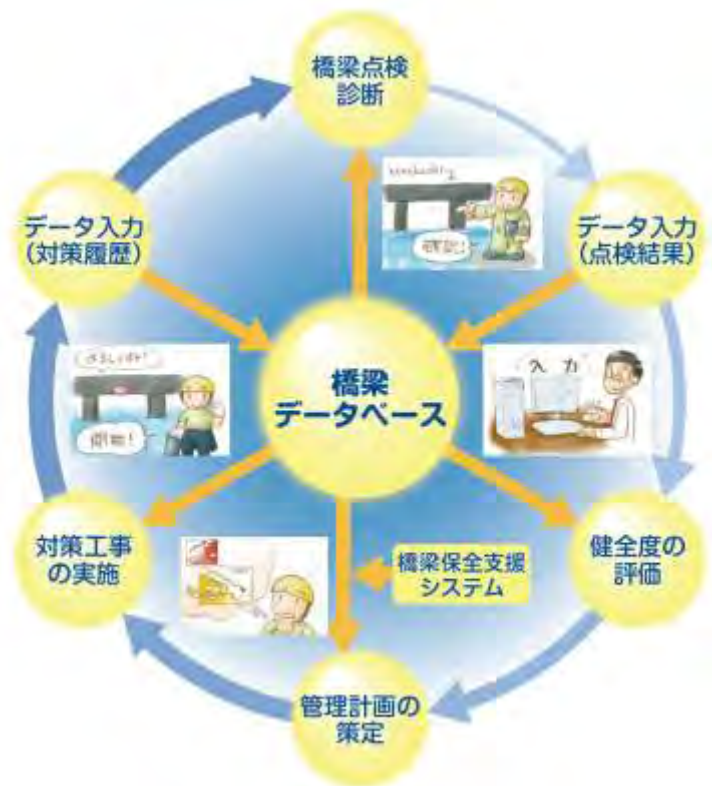 橋梁点検
診断
データ入力
(対策履歴)
データ入力
(点検結果)
確認!
橋梁
データベース
入力
開始!
対策工事
の実施
橋梁保全支援
システム
健全度の
評価
管理計画の
策定